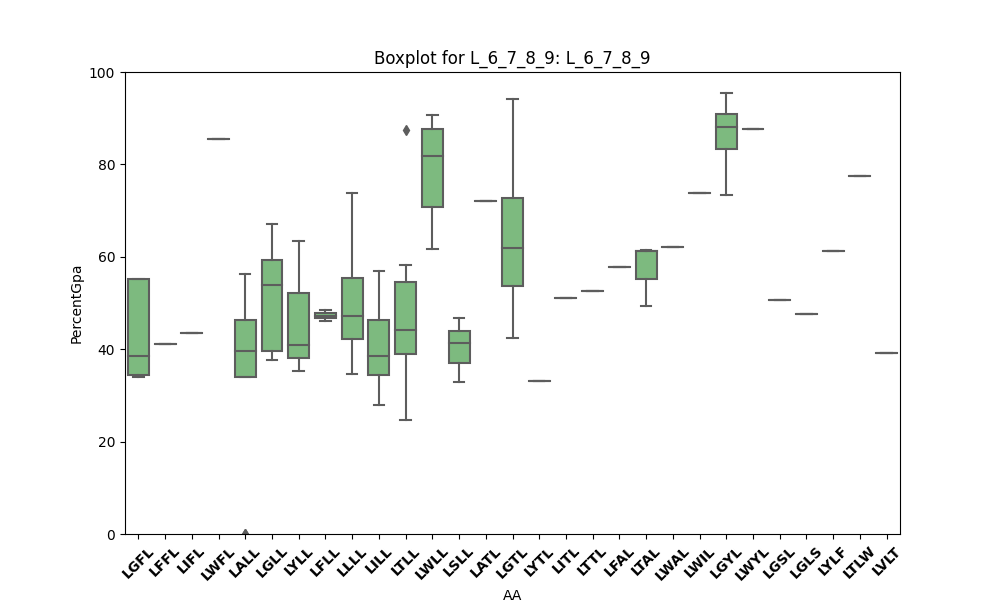 Boxplot for L_6_7_8_9: L_6_7_8_9
PercentGpa
100
80
60
40
20
0
LGFL
LFFL
LIFL
LWFL
LALL
LGLL
LYLL
LFLL
LLLL
LILL
LTLL
LWLL
LSLL
LATL
LGTL
LYTL
LITL
LTTL
LFAL
LTAL
LWAL
LWIL
LGYL
LWYL
LGSL
LGLS
LYLF
LTLW
LVLT
AA